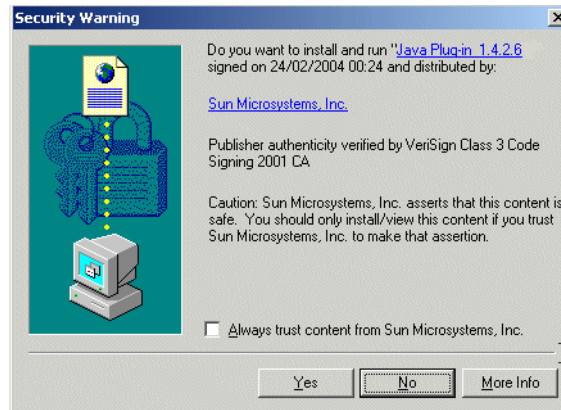 Security Warning
Do you want to install and run "Java Plug-in 1.4.2.6
signed on 24/02/2004 00:24 and distributed by:
Sun Microsystems, Inc.
Publisher authenticity verified by VeriSign Class 3 Code
Signing 2001 CA
Caution: Sun Microsystems, Inc. asserts that this content is
safe. You should only install/view this content if you trust
Sun Microsystems, Inc. to make that assertion.
Always trust content from Sun Microsystems, Inc.
Yes No More Info